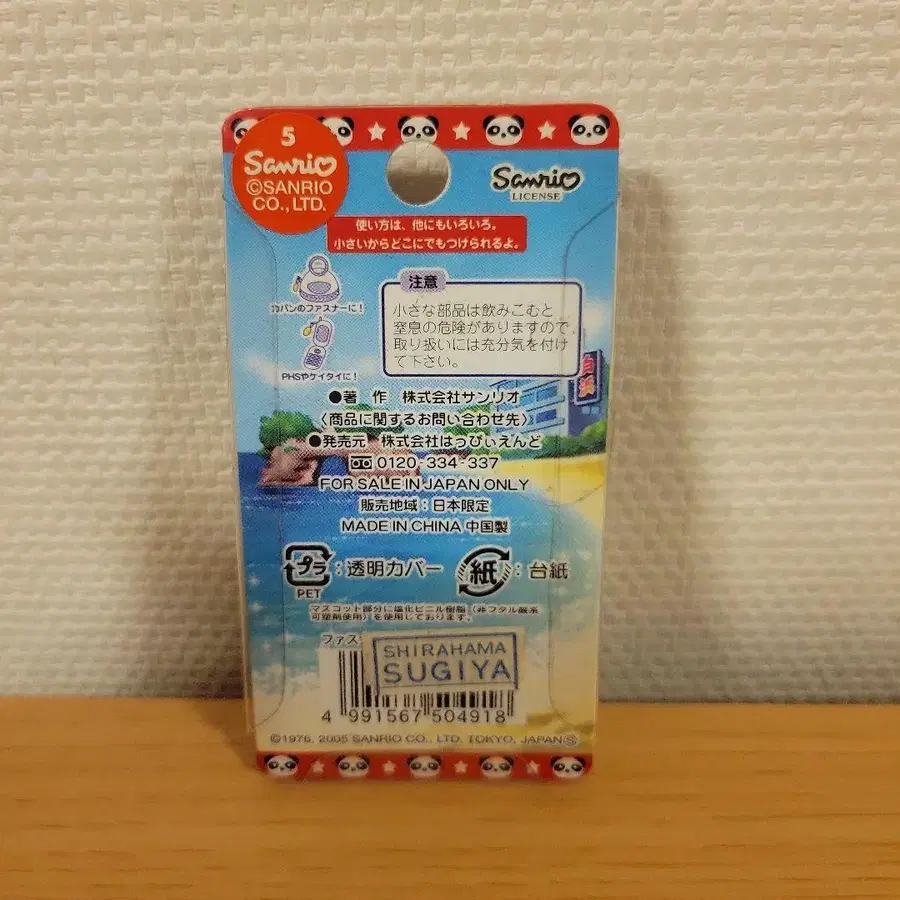 5
Sanrio
©SANRIO
CO.,LTD.
Sanrio
LICENSE
使い方は、他にもいろいろ。
小さいからどこにでもつけられるよ。
カバンのファスナーに!
PHSやケイタイに!
注意
小さな部品は飲みこむと
窒息の危険がありますので
取り扱いには充分気を付け
て下さい。
白浜
●著 作 株式会社サンリオ
〈商品に関するお問い合わせ先〉
●発売元 株式会社はっぴぃえんど
0120-334-337
FOR SALE IN JAPAN ONLY
販売地域:日本限定
MADE IN CHINA 中国製
プラ:透明カバー
PET
紙:台紙
マスコット部分に塩化ビニル樹脂(非フタル酸系
可塑剤使用)を使用しております。
ファス
SHIRAHAMA
SUGIYA
4 991567 504918
©1976, 2005 SANRIO CO., LTD. TOKYO, JAPAN Ⓢ